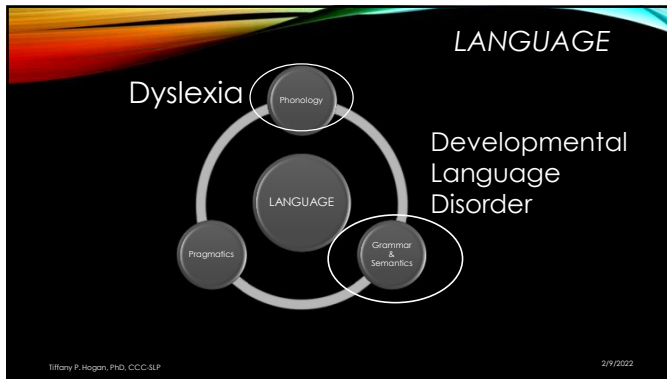 LANGUAGE
Dyslexia
Phonology
Developmental
Language
Disorder
LANGUAGE
Pragmatics
Grammar
&
Semantics
Tiffany P. Hogan, PhD, CCC-SLP
2/9/2022